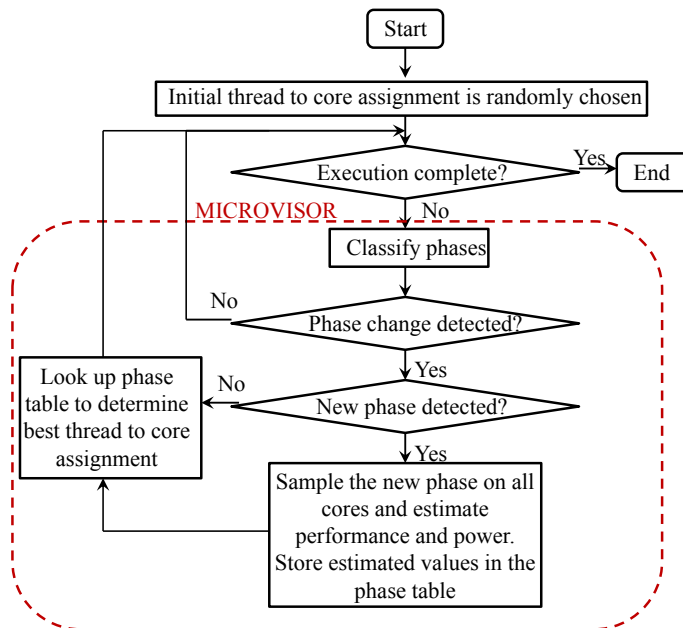 Start
Initial thread to core assignment is randomly chosen
Execution complete?
Yes
End
No
MICROVISOR
Classify phases
No
Phase change detected?
Yes
No
New phase detected?
Look up phase
table to determine
best thread to core
assignment
Yes
Sample the new phase on all
cores and estimate
performance and power.
Store estimated values in the
phase table